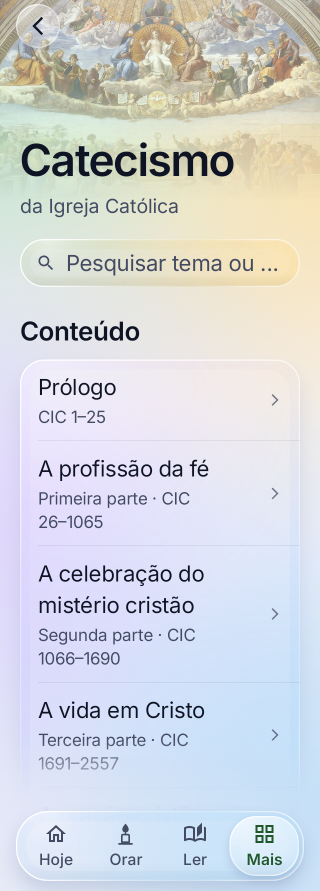 Catecismo
da Igreja Católica
Pesquisar tema ou ...
Conteúdo
Prólogo
CIC 1–25
A profissão da fé
Primeira parte · CIC
26–1065
A celebração do
mistério cristão
Segunda parte · CIC
1066–1690
A vida em Cristo
Terceira parte · CIC
1691–2557
Hoje
Orar
Ler
Mais